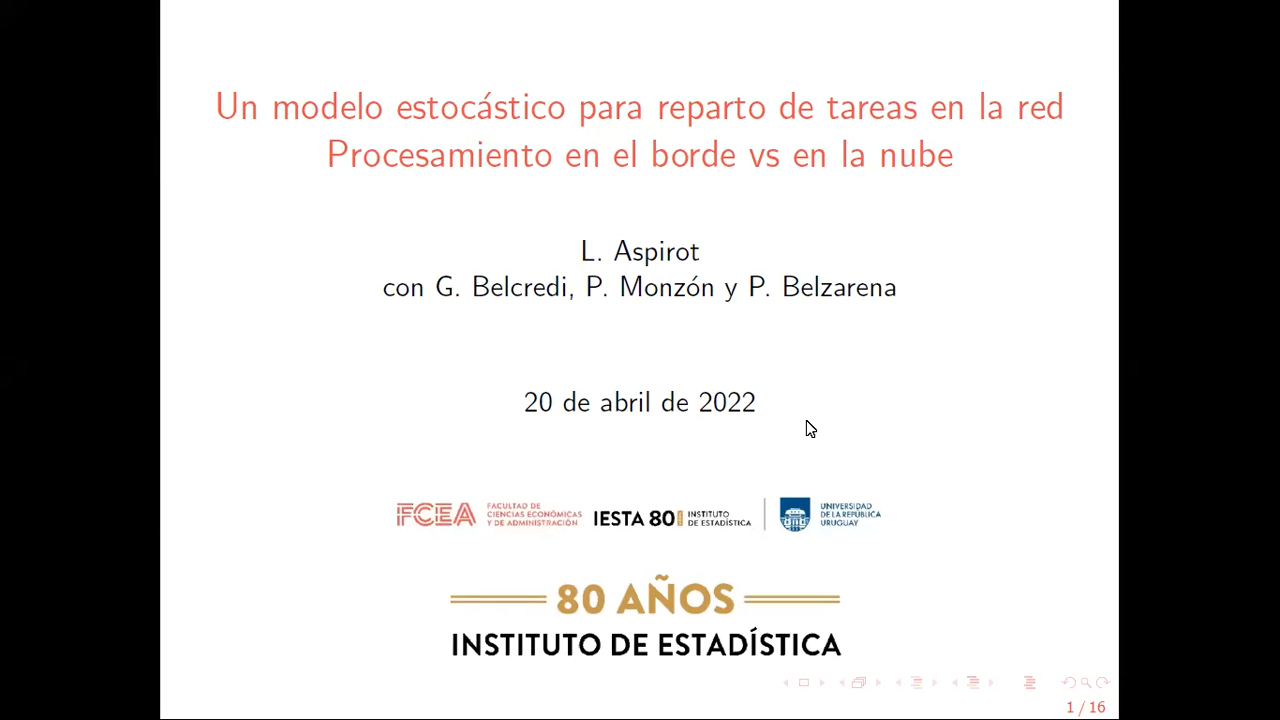 Un modelo estocástico para reparto de tareas en la red
Procesamiento en el borde vs en la nube
L. Aspirot
con G. Belcredi, P. Monzón y P. Belzarena
20 de abril de 2022
FCEA
FACULTAD DE
CIENCIAS ECONÓMICAS
Y DE ADMINISTRACIÓN
IESTA 80
INSTITUTO
DE ESTADÍSTICA
UNIVERSIDAD
DE LA REPÚBLICA
URUGUAY
80 AÑOS
INSTITUTO DE ESTADÍSTICA
1 / 16